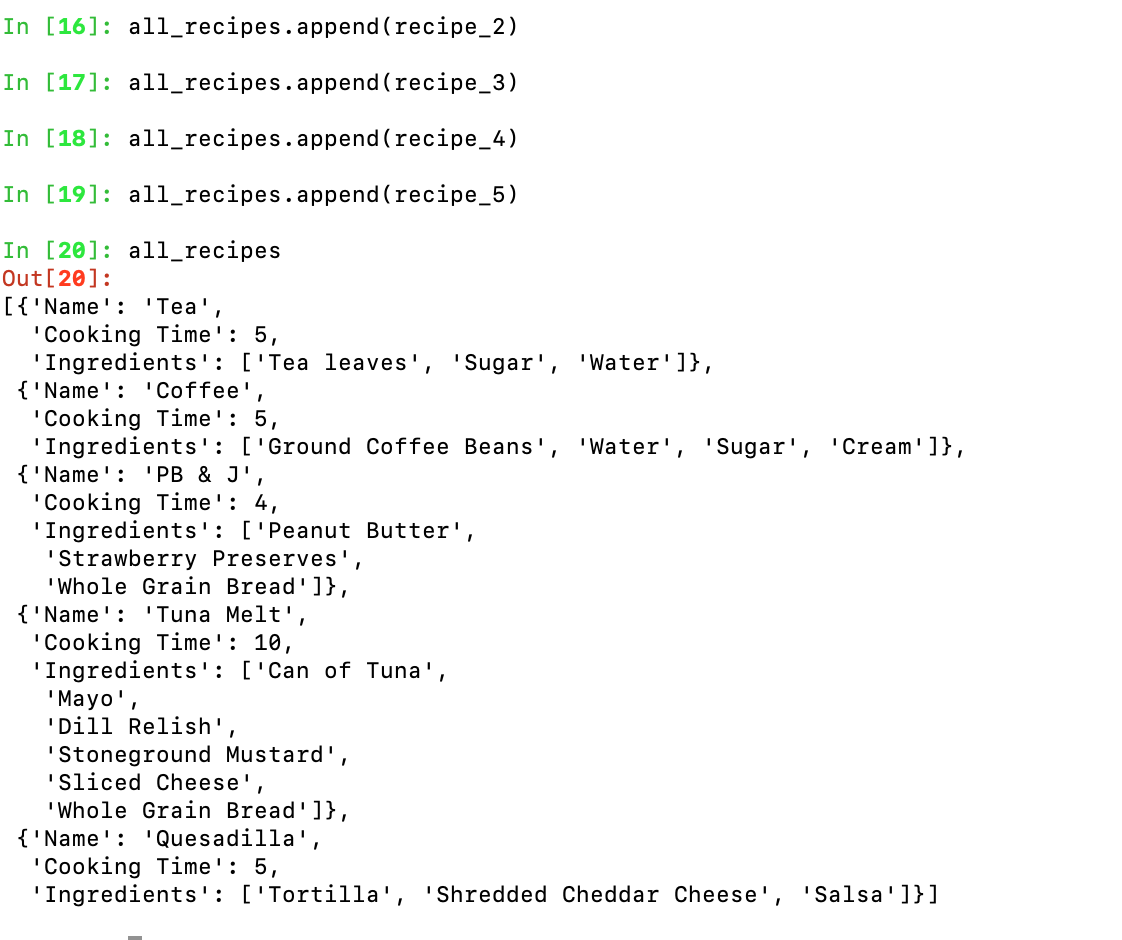 In [16]: all_recipes.append(recipe_2)
In [17]: all_recipes.append(recipe_3)
In [18]: all_recipes.append(recipe_4)
In [19]: all_recipes.append(recipe_5)
In [20]: all_recipes
Out[20]:
[{'Name': 'Tea',
  'Cooking Time': 5,
  'Ingredients': ['Tea leaves', 'Sugar', 'Water']},
 {'Name': 'Coffee',
  'Cooking Time': 5,
  'Ingredients': ['Ground Coffee Beans', 'Water', 'Sugar', 'Cream']},
 {'Name': 'PB & J',
  'Cooking Time': 4,
  'Ingredients': ['Peanut Butter',
   'Strawberry Preserves',
   'Whole Grain Bread']},
 {'Name': 'Tuna Melt',
  'Cooking Time': 10,
  'Ingredients': ['Can of Tuna',
   'Mayo',
   'Dill Relish',
   'Stoneground Mustard',
   'Sliced Cheese',
   'Whole Grain Bread']},
 {'Name': 'Quesadilla',
  'Cooking Time': 5,
  'Ingredients': ['Tortilla', 'Shredded Cheddar Cheese', 'Salsa']}]